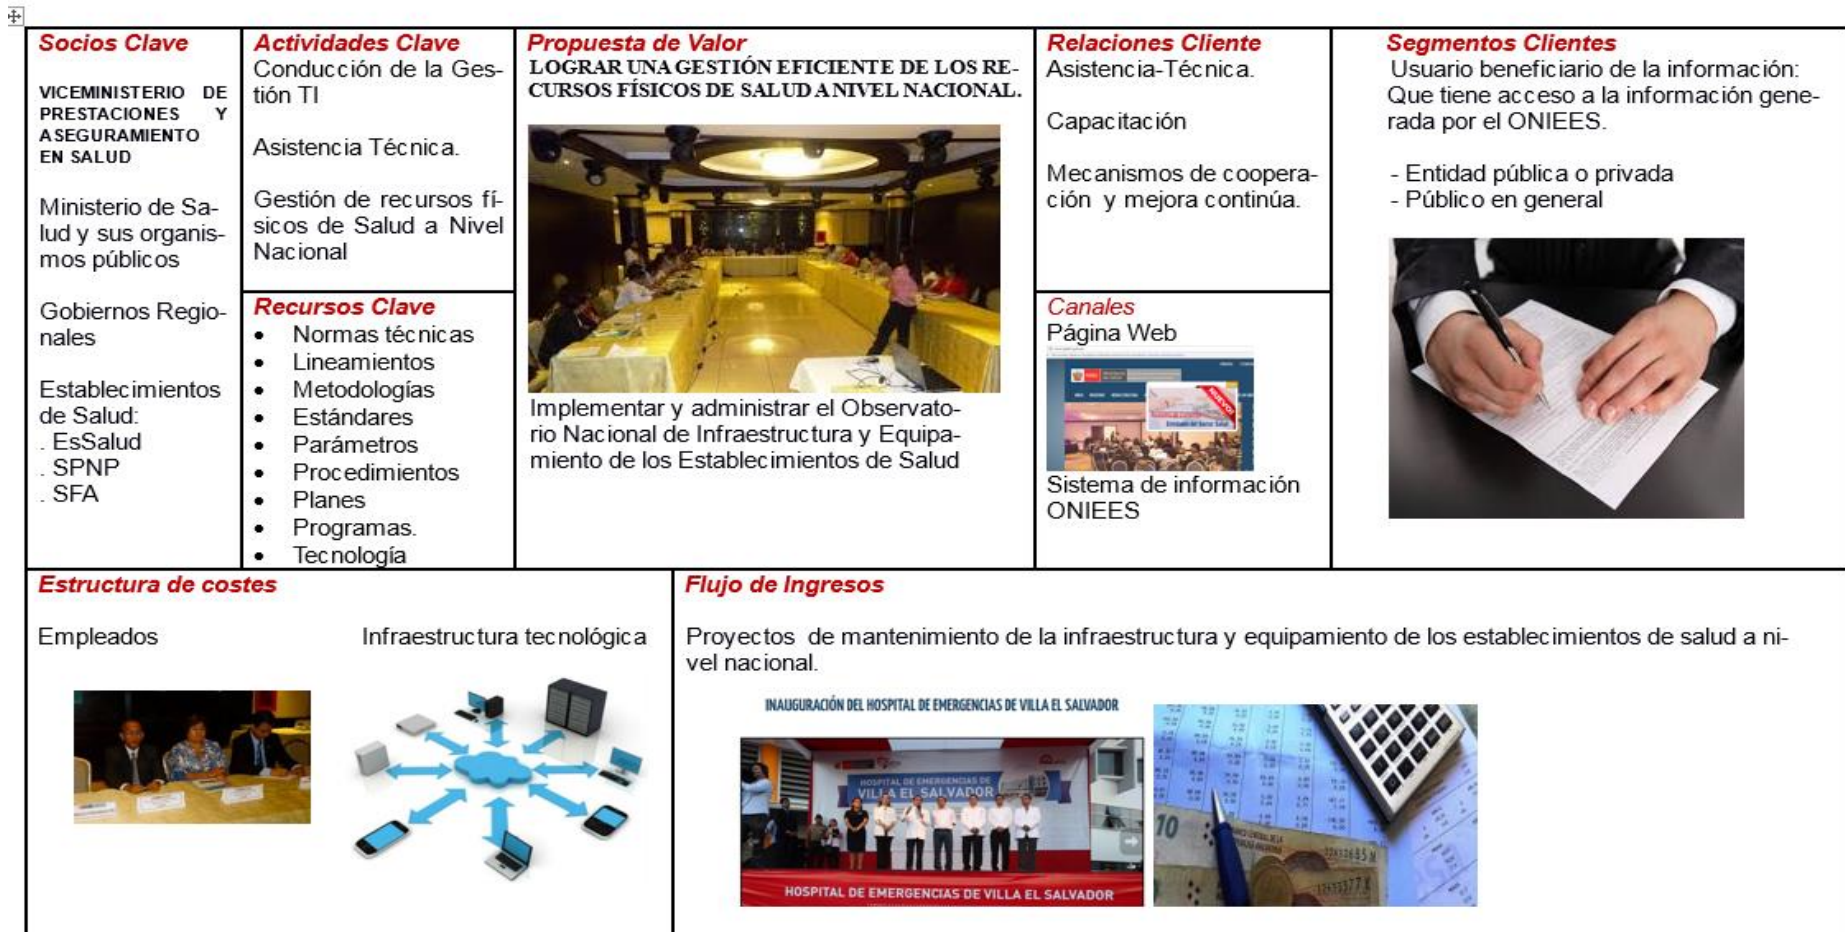 Socios Clave
VICEMINISTERIO DE
PRESTACIONES Y
ASEGURAMIENTO
EN SALUD
Ministerio de Sa-
lud y sus organis-
mos públicos
Gobiernos Regio-
nales
Establecimientos
de Salud:
. EsSalud
. SPNP
. SFA
Actividades Clave
Conducción de la Ges-
tión TI
Asistencia Técnica.
Gestión de recursos fí-
sicos de Salud a Nivel
Nacional
Recursos Clave
• Normas técnicas
• Lineamientos
• Metodologías
• Estándares
• Parámetros
• Procedimientos
• Planes
• Programas.
• Tecnología
Propuesta de Valor
LOGRAR UNA GESTIÓN EFICIENTE DE LOS RE-
CURSOS FÍSICOS DE SALUD A NIVEL NACIONAL.
Implementar y administrar el Observato-
rio Nacional de Infraestructura y Equipa-
miento de los Establecimientos de Salud
Relaciones Cliente
Asistencia-Técnica.
Capacitación
Mecanismos de coopera-
ción y mejora continúa.
Canales
Página Web
NUEVO!
Sistema de información
ONIEES
Segmentos Clientes
Usuario beneficiario de la información:
Que tiene acceso a la información gene-
rada por el ONIEES.
- Entidad pública o privada
- Público en general
Estructura de costes
Empleados
Infraestructura tecnológica
Flujo de Ingresos
Proyectos de mantenimiento de la infraestructura y equipamiento de los establecimientos de salud a ni-
vel nacional.
INAUGURACIÓN DEL HOSPITAL DE EMERGENCIAS DE VILLA EL SALVADOR
HOSPITAL DE EMERGENCIAS DE
VILLA EL SALVADOR
HOSPITAL DE EMERGENCIAS DE VILLA EL SALVADOR
10